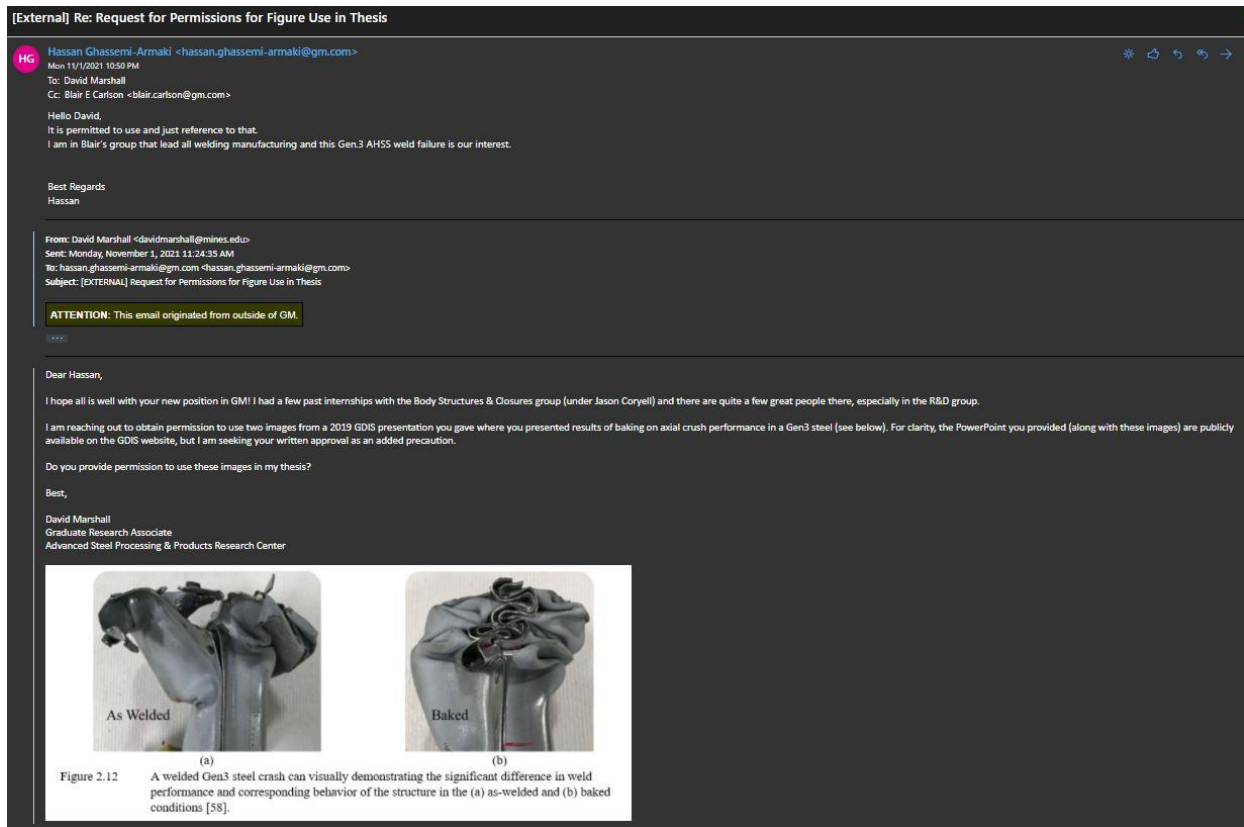 [External] Re: Request for Permissions for Figure Use in Thesis
HG
Hassan Ghassemi-Armaki <hassan.ghassemi-armaki@gm.com>
Mon 11/1/2021 10:50 PM
To: David Marshall
Cc: Blair E Carlson <blair.carlson@gm.com>
Hello David,
It is permitted to use and just reference to that.
I am in Blair's group that lead all welding manufacturing and this Gen.3 AHSS weld failure is our interest.
Best Regards
Hassan
From: David Marshall <davidmarshall@mines.edu>
Sent: Monday, November 1, 2021 11:24:35 AM
To: hassan.ghassemi-armaki@gm.com <hassan.ghassemi-armaki@gm.com>
Subject: [EXTERNAL] Request for Permissions for Figure Use in Thesis
ATTENTION: This email originated from outside of GM.
...
Dear Hassan,
I hope all is well with your new position in GM! I had a few past internships with the Body Structures & Closures group (under Jason Coryell) and there are quite a few great people there, especially in the R&D group.
I am reaching out to obtain permission to use two images from a 2019 GDIS presentation you gave where you presented results of baking on axial crush performance in a Gen3 steel (see below). For clarity, the PowerPoint you provided (along with these images) are publicly
available on the GDIS website, but I am seeking your written approval as an added precaution.
Do you provide permission to use these images in my thesis?
Best,
David Marshall
Graduate Research Associate
Advanced Steel Processing & Products Research Center
As Welded
Baked
(a)
(b)
Figure 2.12 A welded Gen3 steel crash can visually demonstrating the significant difference in weld
performance and corresponding behavior of the structure in the (a) as-welded and (b) baked
conditions [58].